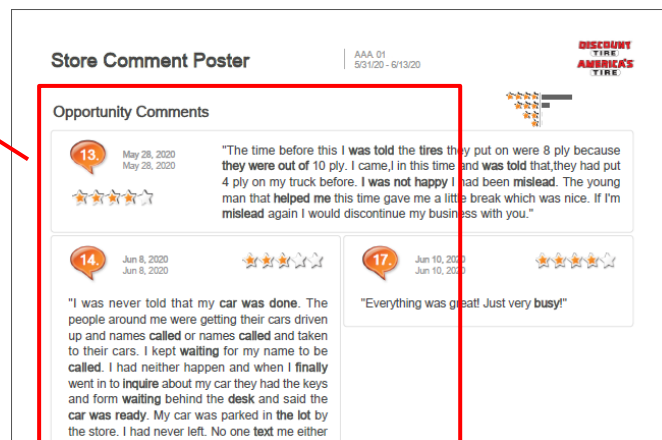 Store Comment Poster
AAA 01
5/31/20 - 6/13/20
DISCOUNT
TIRE
AMERICA'S
TIRE
Opportunity Comments
13.
May 28, 2020
May 28, 2020
"The time before this I was told the tires they put on were 8 ply because
they were out of 10 ply. I came,I in this time and was told that,they had put
4 ply on my truck before. I was not happy I had been mislead. The young
man that helped me this time gave me a little break which was nice. If I'm
mislead again I would discontinue my business with you."
14.
Jun 8, 2020
Jun 8, 2020
"I was never told that my car was done. The
people around me were getting their cars driven
up and names called or names called and taken
to their cars. I kept waiting for my name to be
called. I had neither happen and when I finally
went in to inquire about my car they had the keys
and form waiting behind the desk and said the
car was ready. My car was parked in the lot by
the store. I had never left. No one text me either
17.
Jun 10, 2020
Jun 10, 2020
"Everything was great! Just very busy!"